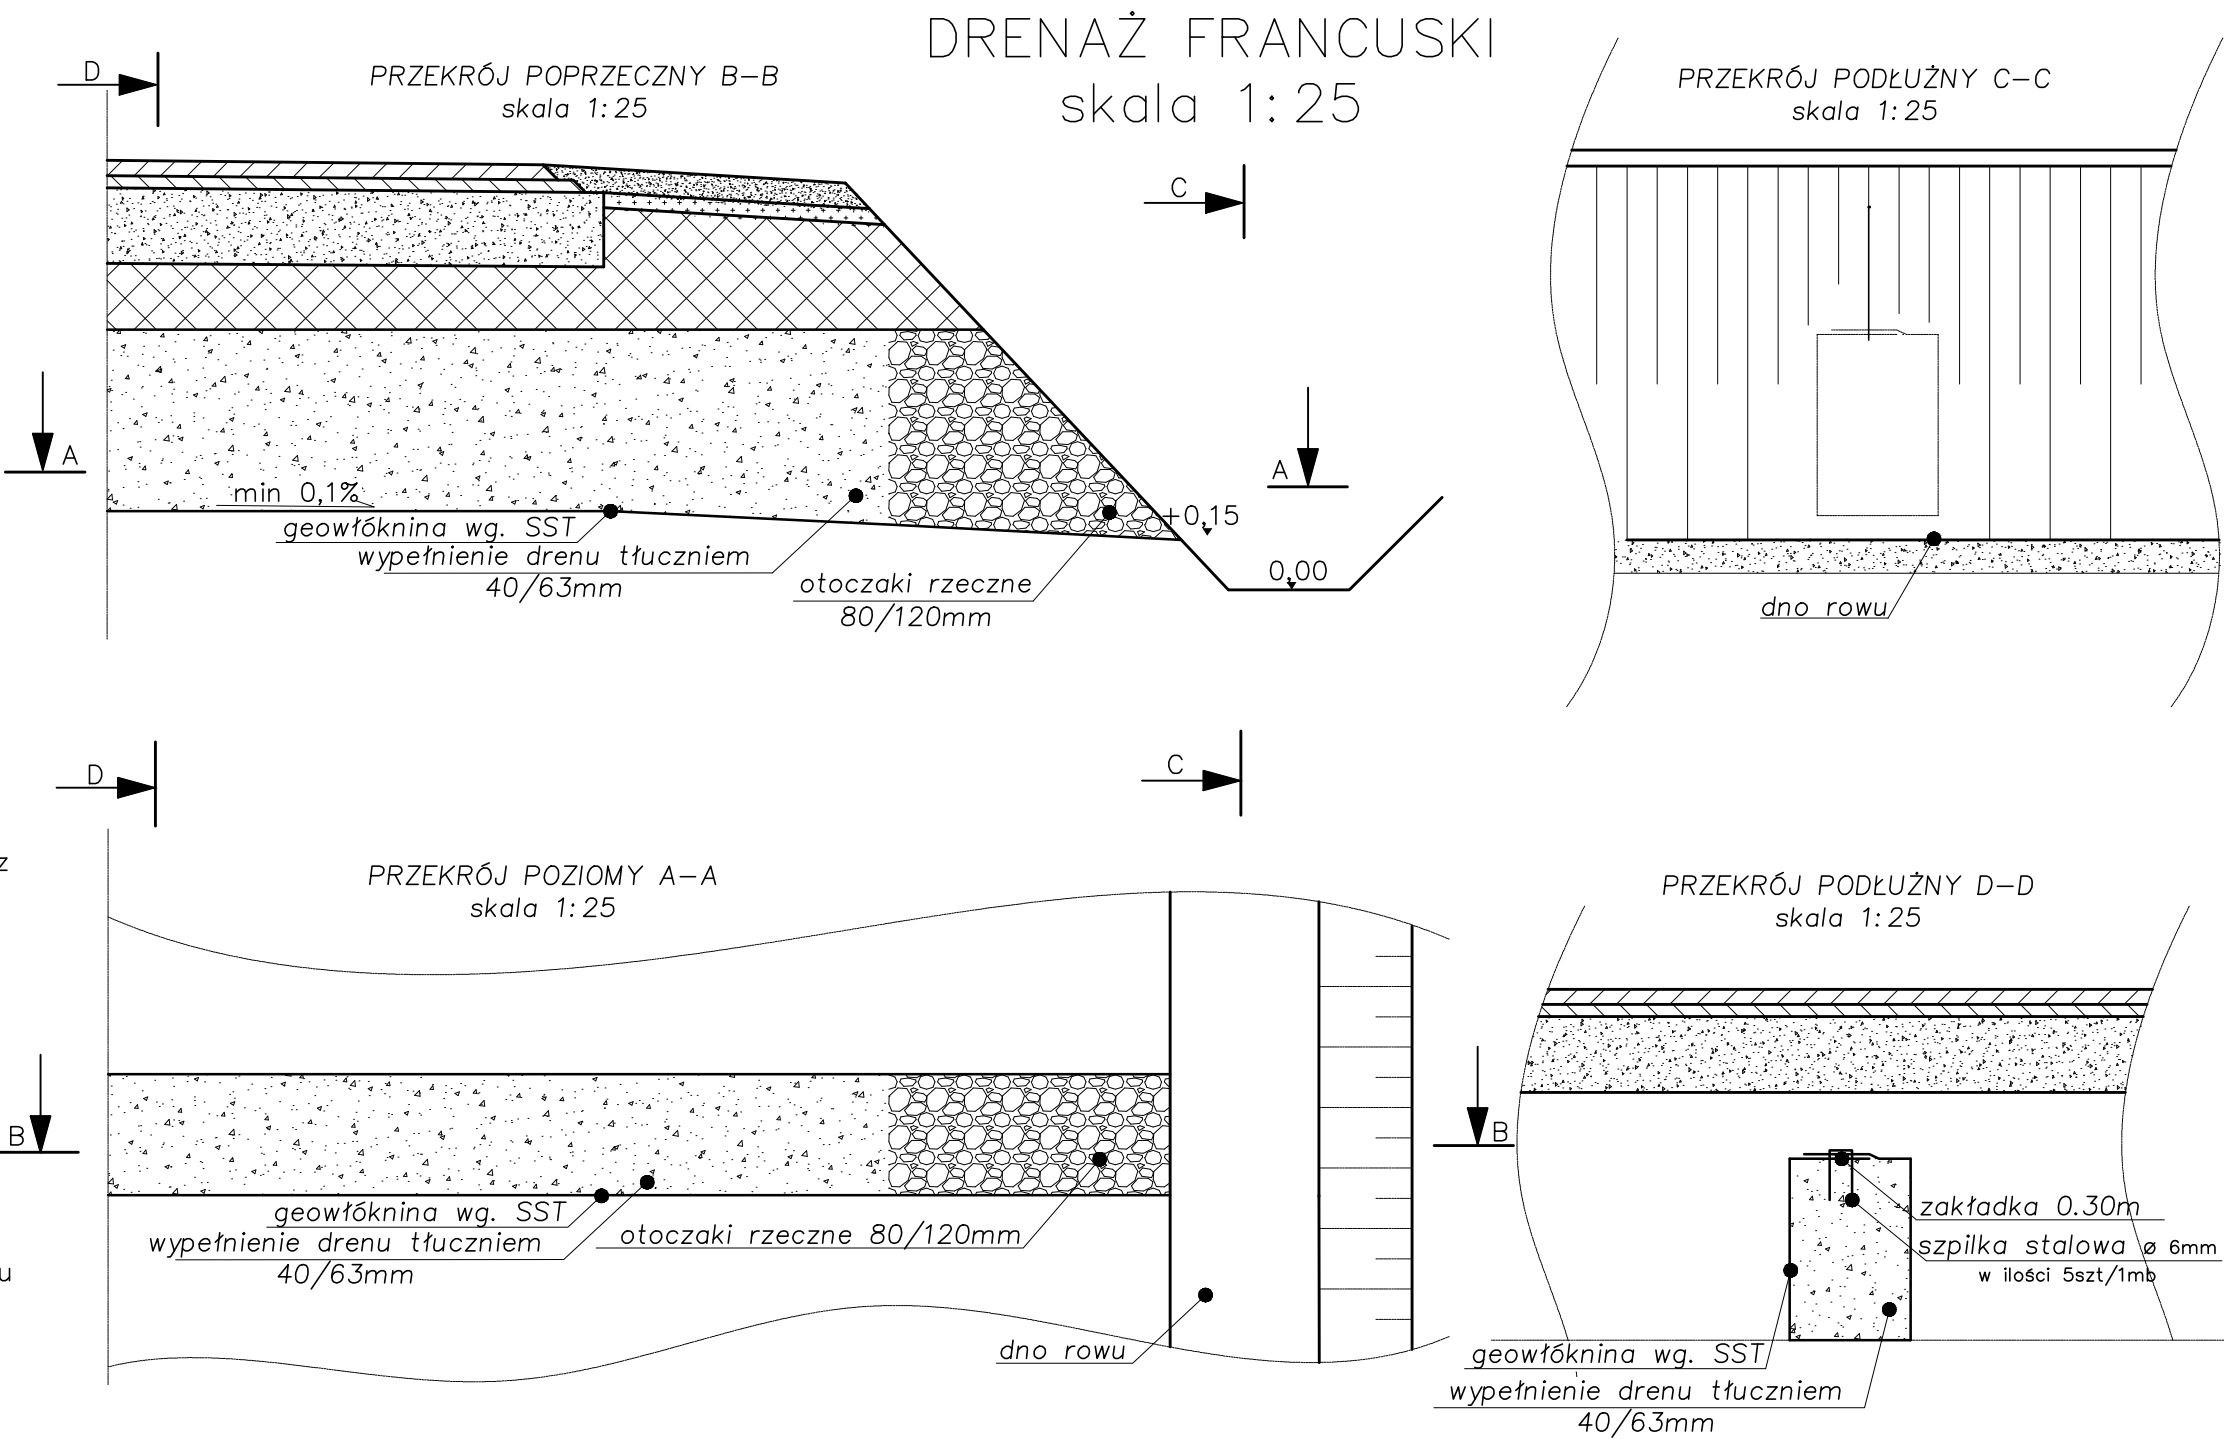 DRENAŻ FRANCUSKI
skala 1:25
D
PRZEKRÓJ POPRZECZNY B-B
skala 1:25
C
PRZEKRÓJ PODŁUŻNY C-C
skala 1:25
A
A
min 0,1%
geowłóknina wg. SST
wypełnienie drenu tłuczniem
40/63mm
otoczaki rzeczne
80/120mm
+0,15
0,00
dno rowu
D
C
z
PRZEKRÓJ POZIOMY A-A
skala 1:25
PRZEKRÓJ PODŁUŻNY D-D
skala 1:25
B
B
geowłóknina wg. SST
wypełnienie drenu tłuczniem
40/63mm
otoczaki rzeczne 80/120mm
u
dno rowu
zakładka 0.30m
szpilka stalowa ø 6mm
w ilości 5szt/1mb
geowłóknina wg. SST
wypełnienie drenu tłuczniem
40/63mm